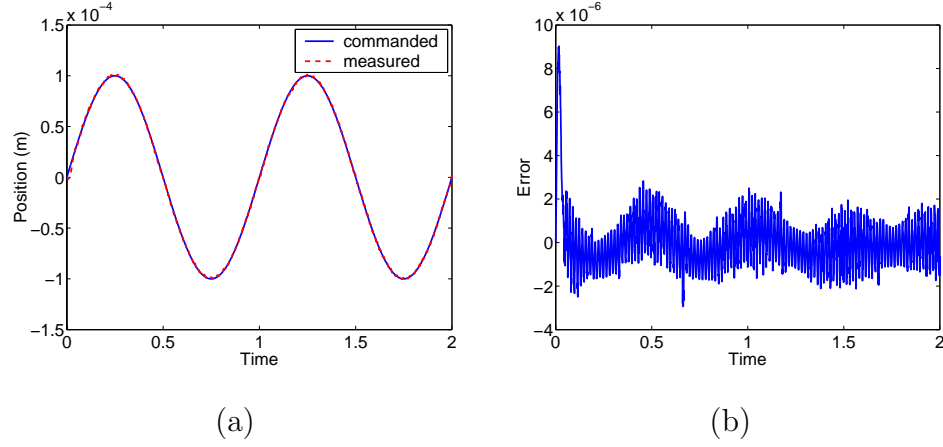 x 10⁻⁴
1.5
1
0.5
0
−0.5
−1
−1.5
Position (m)
0 0.5 1 1.5 2
Time
commanded
measured
(a)
x 10⁻⁶
10
8
6
4
2
0
−2
−4
Error
0 0.5 1 1.5 2
Time
(b)